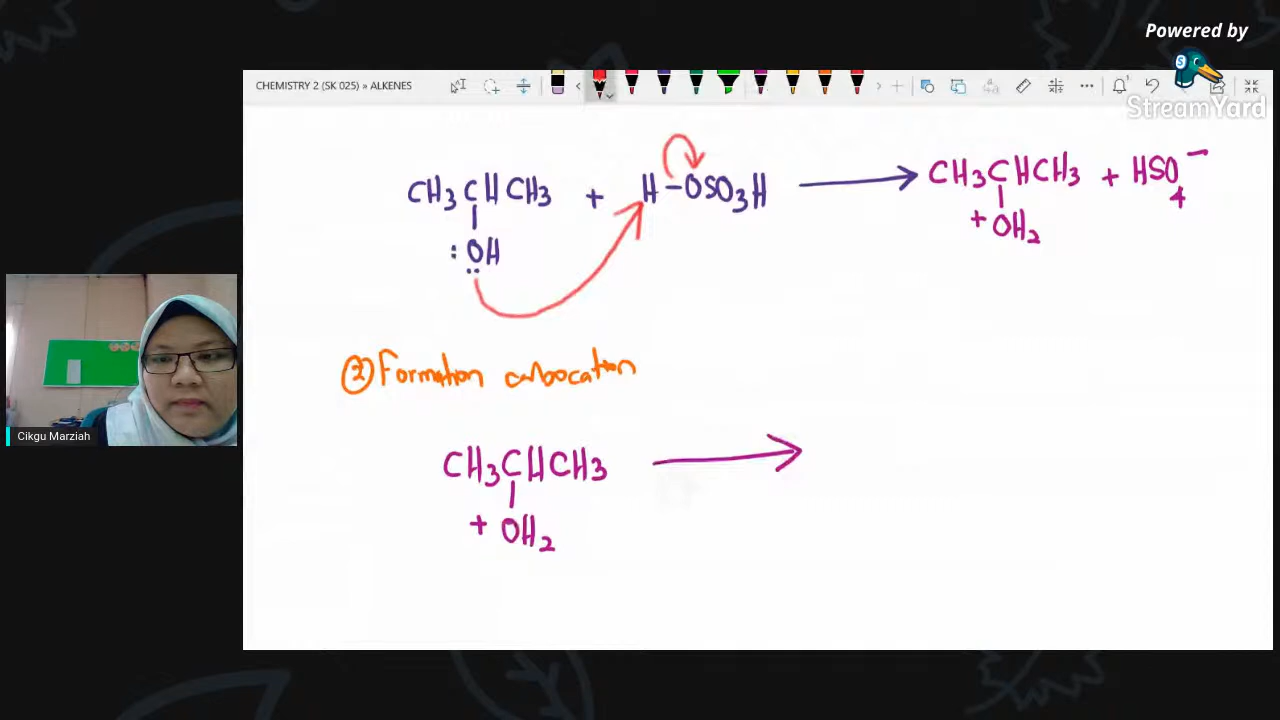 Powered by
StreamYard
CHEMISTRY 2 (SK 025) » ALKENES
CH3CHCH3 + H-OSO3H → CH3CHCH3 + HSO4⁻
:OH
+OH2
② Formation carbocation
CH3CHCH3 →
+OH2
Cikgu Marziah